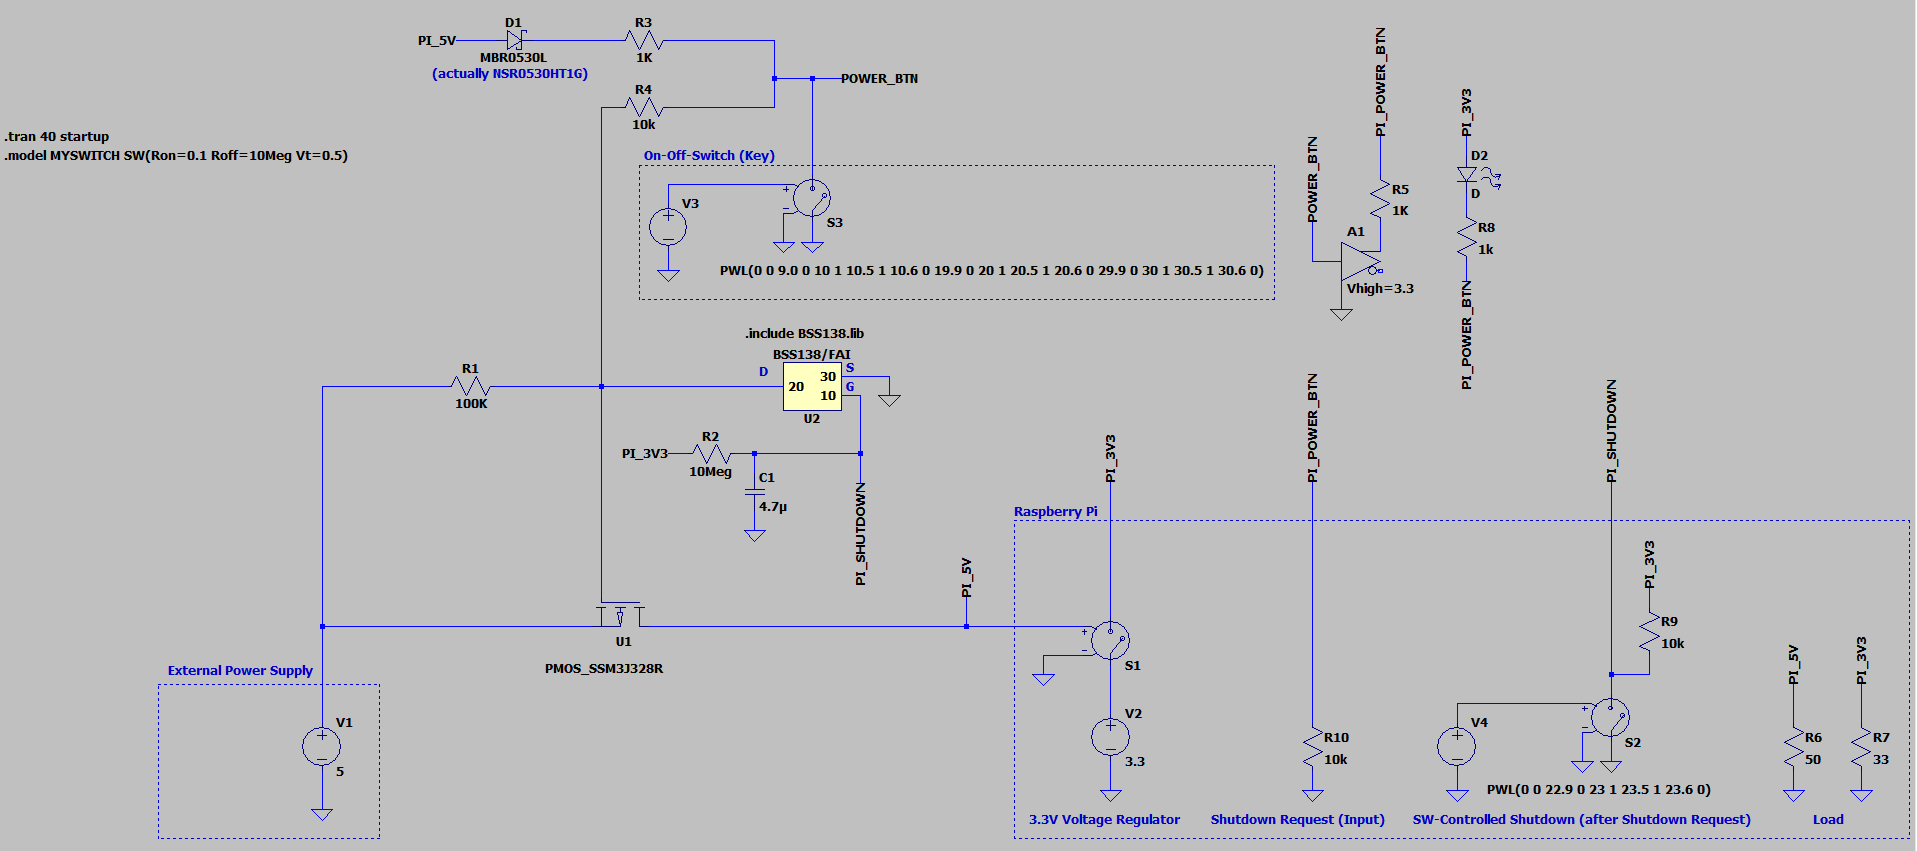 D1
PI_5V
MBR0530L
(actually NSR0530HT1G)
R3
1K
R4
10k
POWER_BTN
.tran 40 startup
.model MYSWITCH SW(Ron=0.1 Roff=10Meg Vt=0.5)
On-Off-Switch (Key)
V3
S3
PWL(0 0 9.0 0 10 1 10.5 1 10.6 0 19.9 0 20 1 20.5 1 20.6 0 29.9 0 30 1 30.5 1 30.6 0)
POWER_BTN
PI_POWER_BTN
R5
1K
A1
Vhigh=3.3
PI_3V3
D2
D
R8
1k
PI_POWER_BTN
.include BSS138.lib
BSS138/FAI
D
20
30
10
S
G
U2
R1
100K
PI_3V3
R2
10Meg
C1
4.7µ
PI_SHUTDOWN
U1
PMOS_SSM3J328R
PI_5V
External Power Supply
V1
5
Raspberry Pi
PI_3V3
S1
V2
3.3
3.3V Voltage Regulator
PI_POWER_BTN
R10
10k
Shutdown Request (Input)
PI_SHUTDOWN
PI_3V3
R9
10k
V4
S2
PWL(0 0 22.9 0 23 1 23.5 1 23.6 0)
SW-Controlled Shutdown (after Shutdown Request)
PI_5V
R6
50
PI_3V3
R7
33
Load